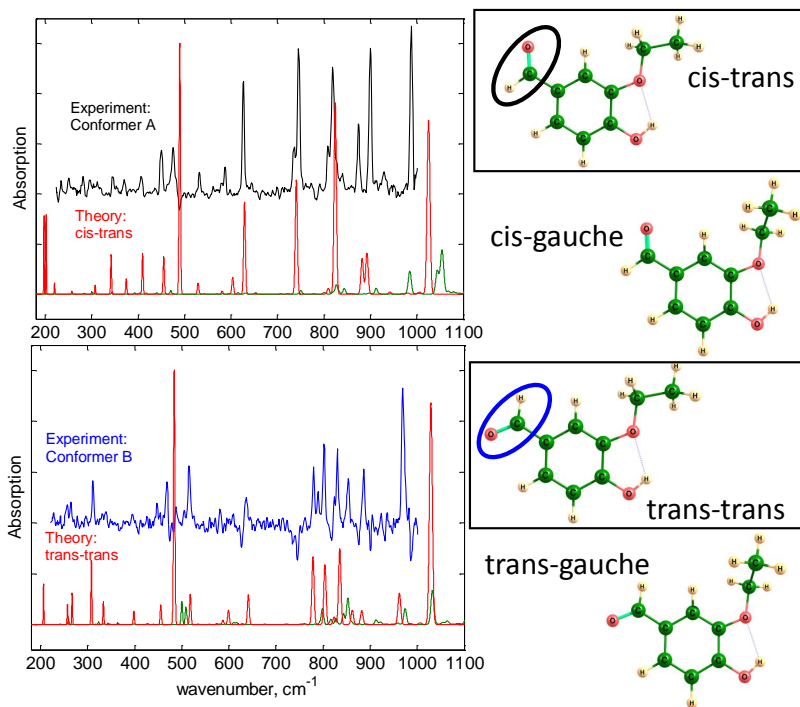 Absorption
Experiment:
Conformer A
Theory:
cis-trans
200 300 400 500 600 700 800 900 1000 1100
Absorption
Experiment:
Conformer B
Theory:
trans-trans
200 300 400 500 600 700 800 900 1000 1100
wavenumber, cm-1
cis-trans
O C H H C C C C C C C H H H O O H C H H C H H H
cis-gauche
O C H H C C C C C C C H H O O H C H H C H H H
trans-trans
O C H H C C C C C C H H O O H C H H C H H H
trans-gauche
O C H H C C C C C C H H O O H C H H C H H H